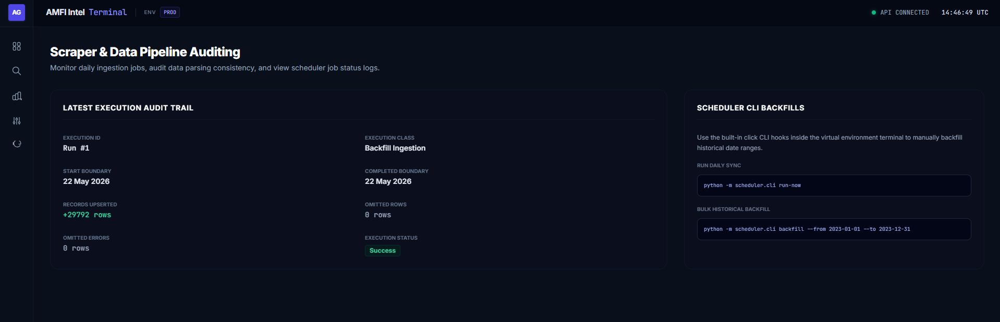 AG
AMFI Intel Terminal
ENV PROD
API CONNECTED
14:46:49 UTC
Scraper & Data Pipeline Auditing
Monitor daily ingestion jobs, audit data parsing consistency, and view scheduler job status logs.
LATEST EXECUTION AUDIT TRAIL
EXECUTION ID
Run #1
EXECUTION CLASS
Backfill Ingestion
START BOUNDARY
22 May 2026
COMPLETED BOUNDARY
22 May 2026
RECORDS UPSERTED
+29792 rows
OMITTED ROWS
0 rows
OMITTED ERRORS
0 rows
EXECUTION STATUS
Success
SCHEDULER CLI BACKFILLS
Use the built-in click CLI hooks inside the virtual environment terminal to manually backfill
historical date ranges.
RUN DAILY SYNC
python -m scheduler.cli run-now
BULK HISTORICAL BACKFILL
python -m scheduler.cli backfill --from 2023-01-01 --to 2023-12-31